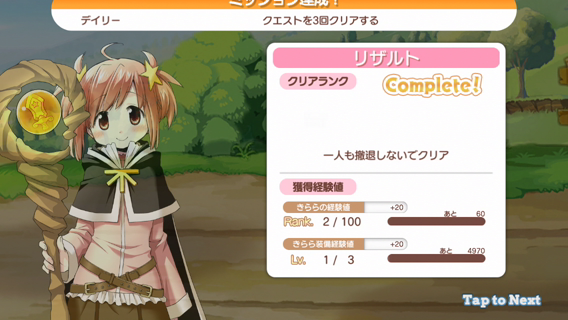 ミッション達成！
デイリー クエストを3回クリアする
リザルト
クリアランク Complete!
一人も撤退しないでクリア
獲得経験値
きららの経験値 +20
Rank. 2 / 100 あと 60
きらら装備経験値 +20
Lv. 1 / 3 あと 4970
Tap to Next